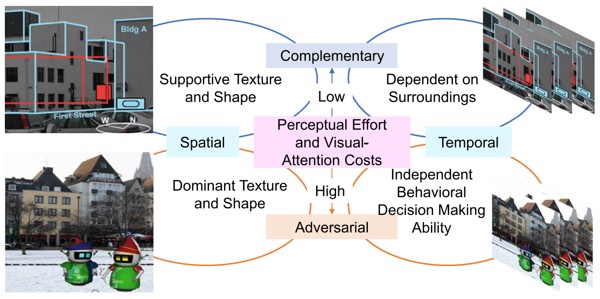 Bldg A
First Street
W
N
Complementary
Supportive Texture
and Shape
Low
Dependent on
Surroundings
Bldg A
Spatial
Perceptual Effort
and Visual-
Attention Costs
Temporal
Dominant Texture
and Shape
High
Independent
Behavioral
Decision Making
Ability
Adversarial